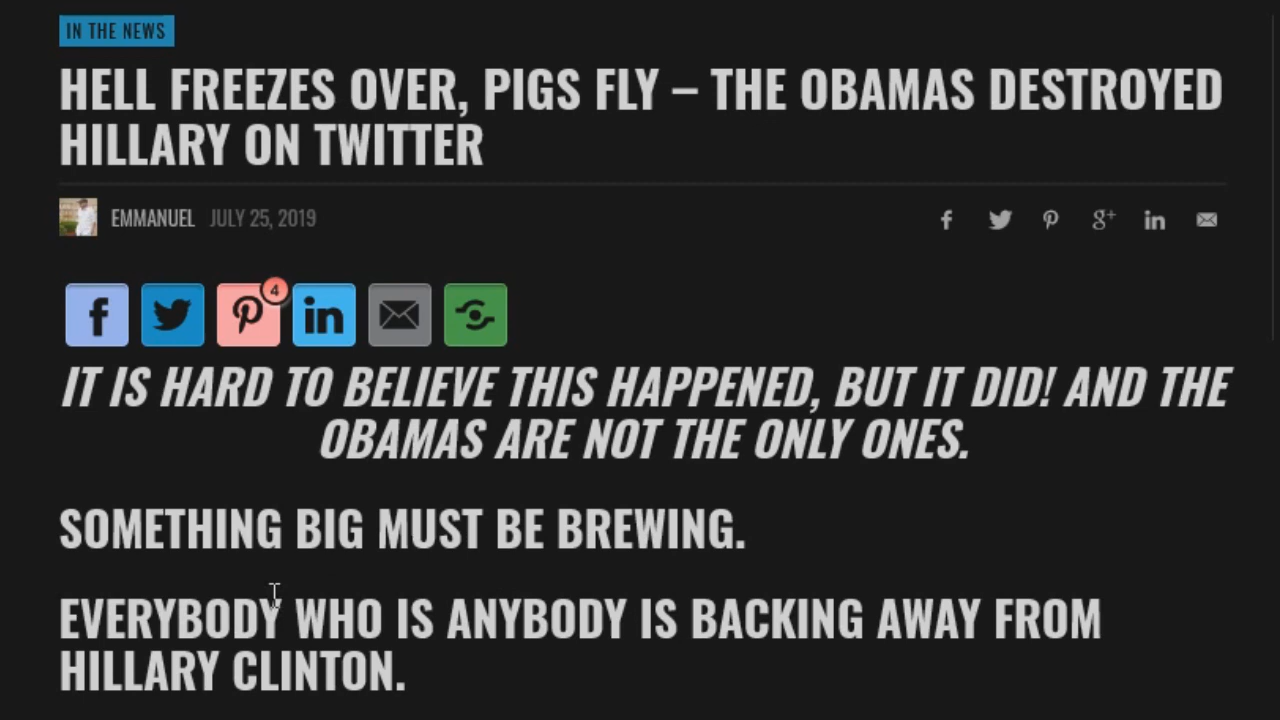 IN THE NEWS
HELL FREEZES OVER, PIGS FLY – THE OBAMAS DESTROYED
HILLARY ON TWITTER
EMMANUEL JULY 25, 2019
4
IT IS HARD TO BELIEVE THIS HAPPENED, BUT IT DID! AND THE
OBAMAS ARE NOT THE ONLY ONES.
SOMETHING BIG MUST BE BREWING.
EVERYBODY WHO IS ANYBODY IS BACKING AWAY FROM
HILLARY CLINTON.